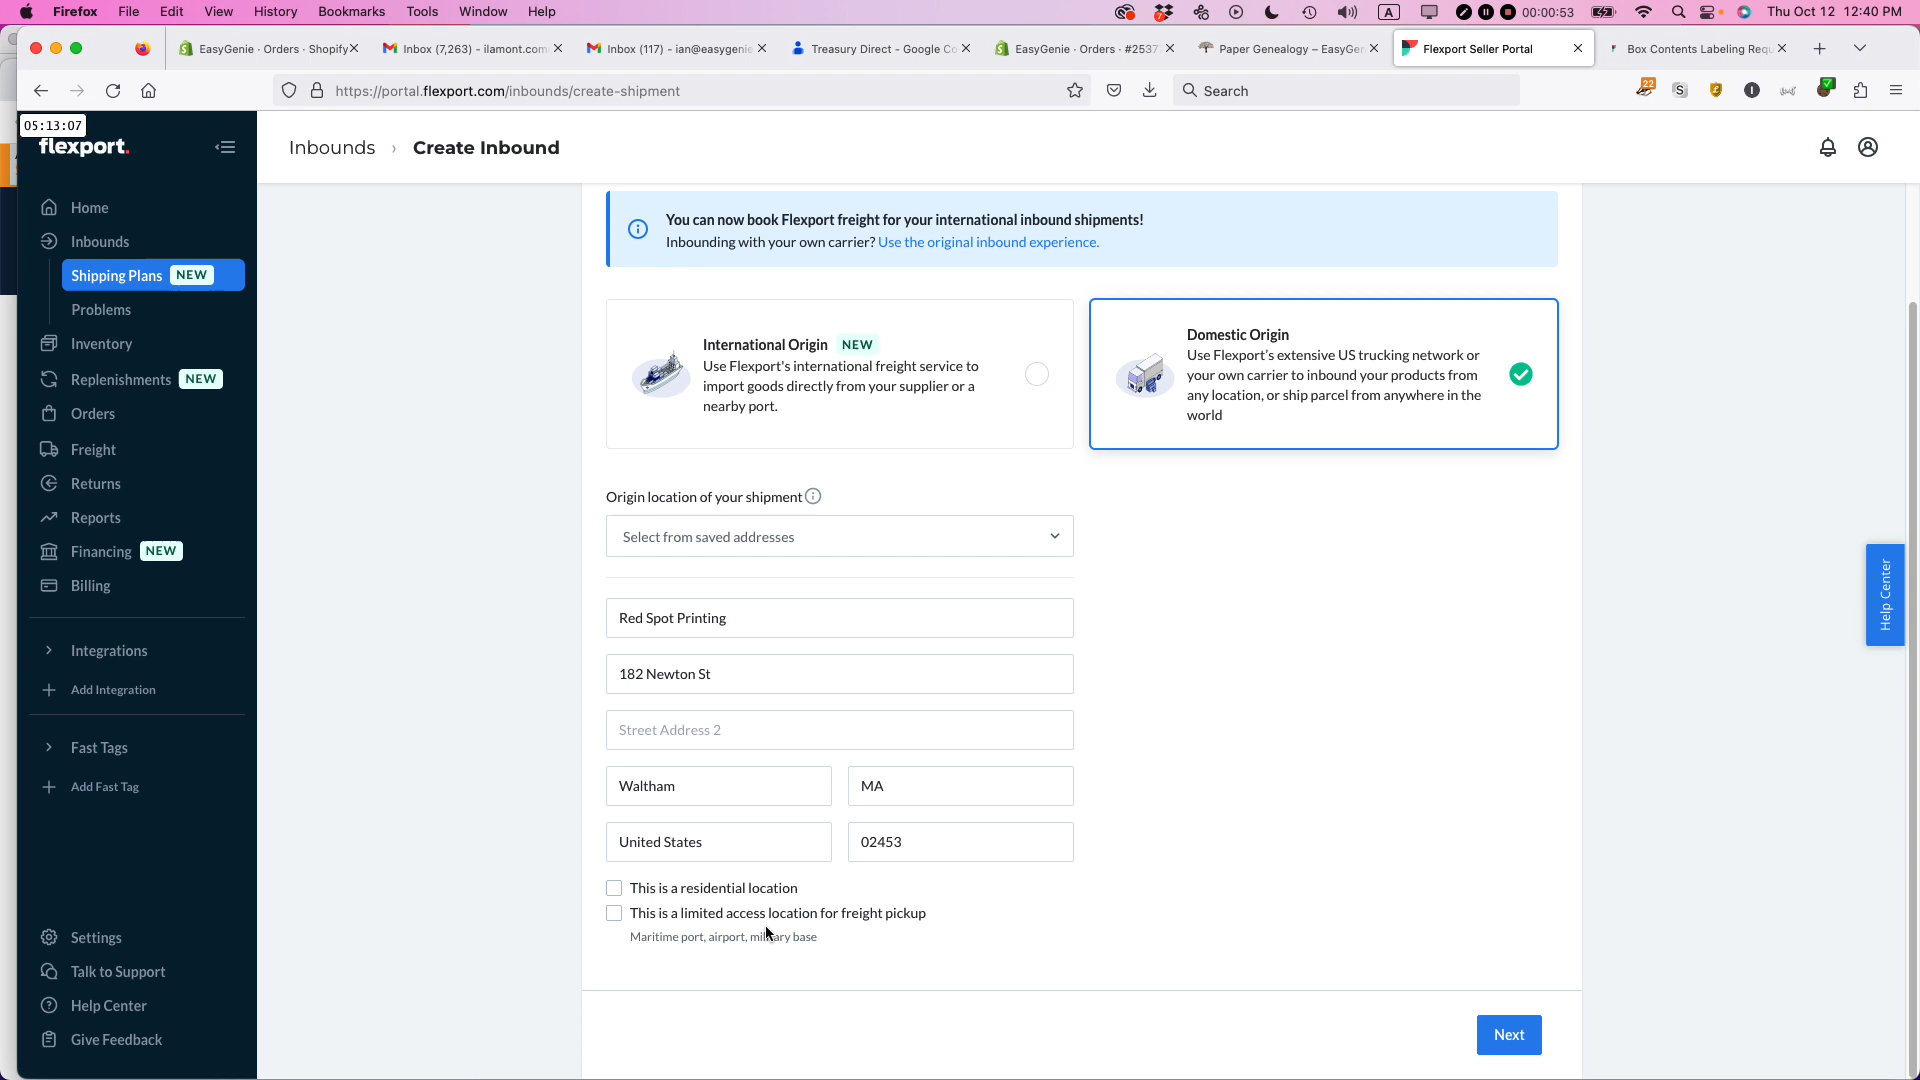 Firefox File Edit View History Bookmarks Tools Window Help 7 A 00:00:53 Thu Oct 12 12:40 PM
EasyGenie · Orders · Shopify Inbox (7,263) - ilamont.com Inbox (117) - ian@easygenie Treasury Direct - Google Co EasyGenie · Orders · #2537 Paper Genealogy – EasyGen Flexport Seller Portal Box Contents Labeling Requ
https://portal.flexport.com/inbounds/create-shipment Search 22 S
05:13:07
flexport.
Inbounds › Create Inbound
Home
Inbounds
Shipping Plans NEW
Problems
Inventory
Replenishments NEW
Orders
Freight
Returns
Reports
Financing NEW
Billing
Integrations
Add Integration
Fast Tags
Add Fast Tag
Settings
Talk to Support
Help Center
Give Feedback
You can now book Flexport freight for your international inbound shipments!
Inbounding with your own carrier? Use the original inbound experience.
International Origin NEW
Use Flexport's international freight service to
import goods directly from your supplier or a
nearby port.
Domestic Origin
Use Flexport’s extensive US trucking network or
your own carrier to inbound your products from
any location, or ship parcel from anywhere in the
world
Origin location of your shipment
Select from saved addresses
Red Spot Printing
182 Newton St
Street Address 2
Waltham MA
United States 02453
This is a residential location
This is a limited access location for freight pickup
Maritime port, airport, military base
Next
Help Center